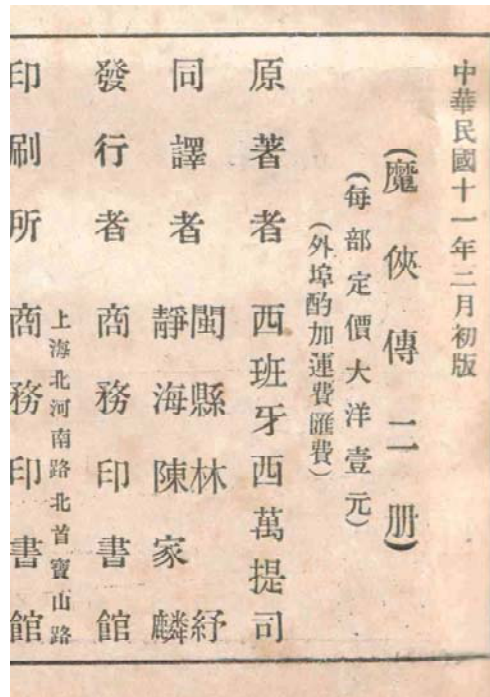 中華民國十一年二月初版
(魔俠傳二册)
(每部定價大洋壹元)
(外埠酌加運費匯費)
原著者 西班牙西萬提司
同譯者 閩縣林紓
靜海陳家麟
發行者 商務印書館
上海北河南路北首寶山路
印刷所 商務印書館